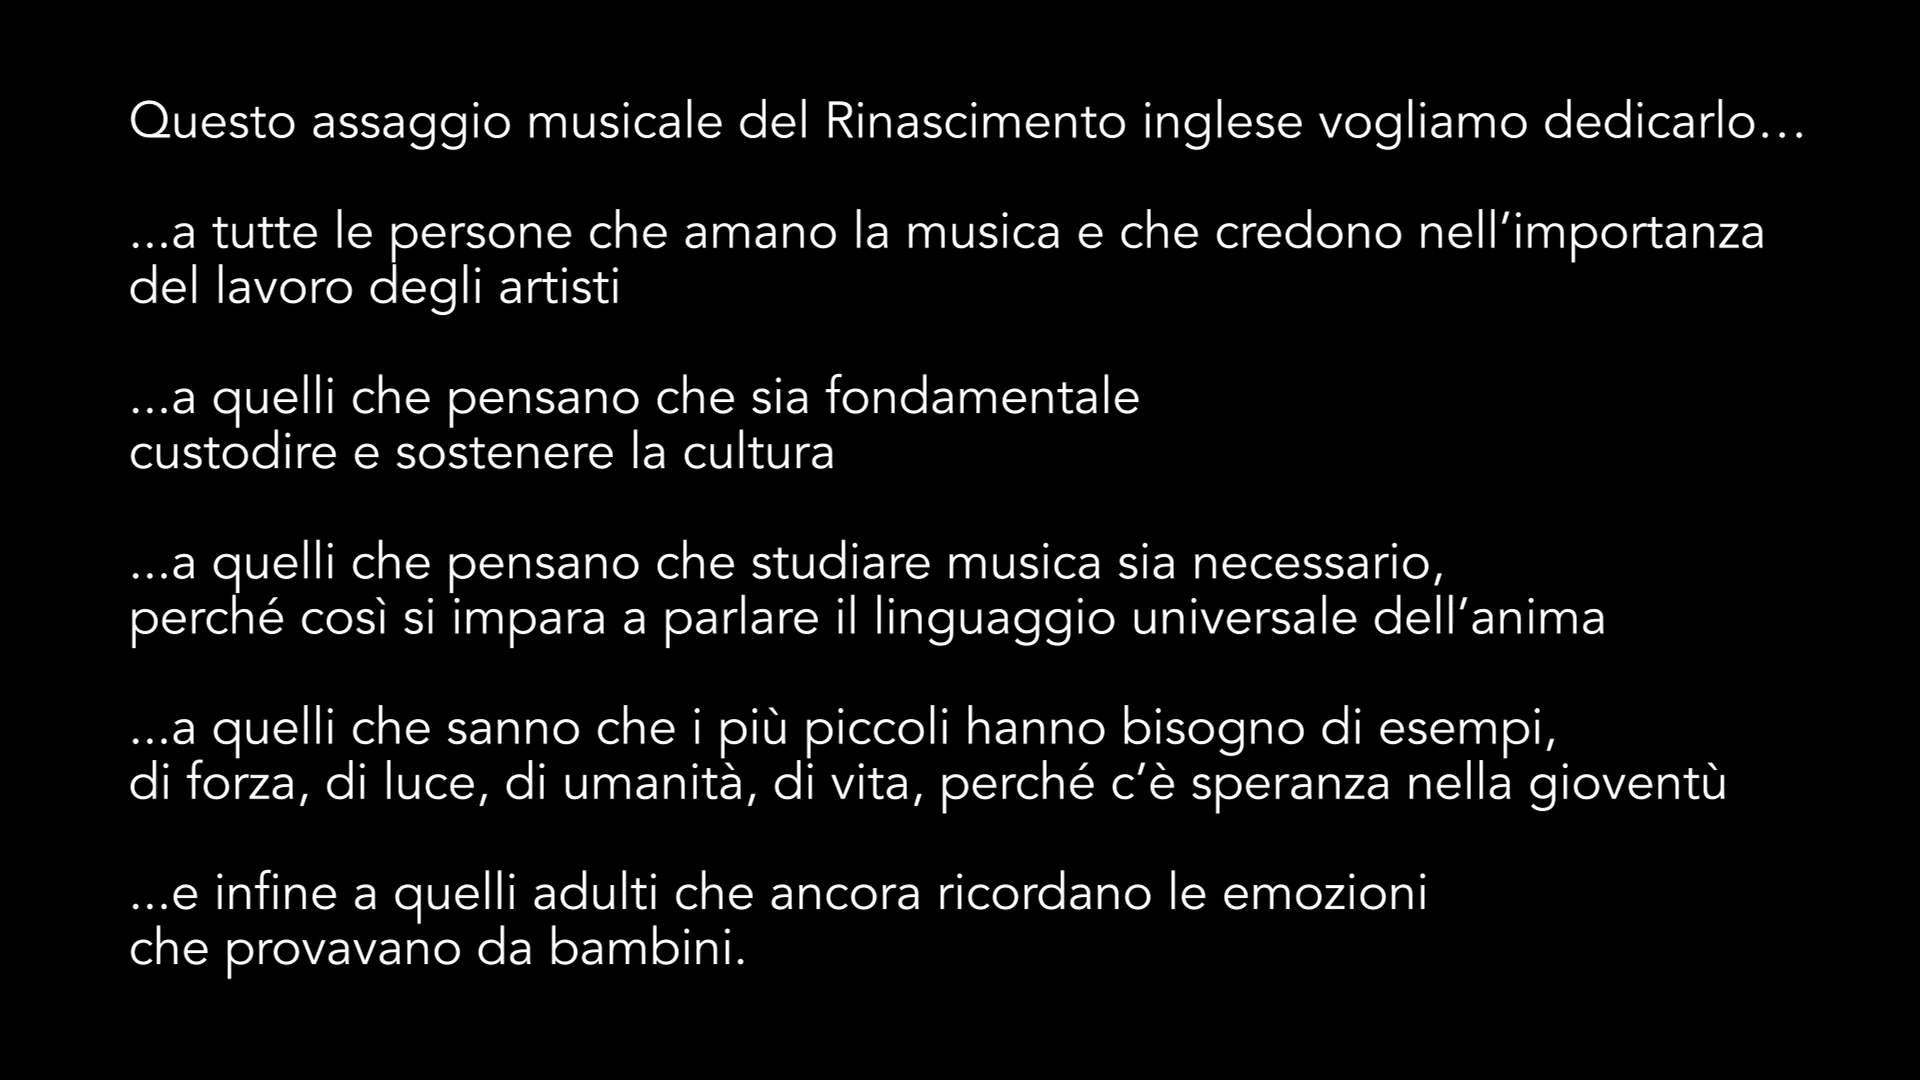 Questo assaggio musicale del Rinascimento inglese vogliamo dedicarlo…
...a tutte le persone che amano la musica e che credono nell’importanza
del lavoro degli artisti
...a quelli che pensano che sia fondamentale
custodire e sostenere la cultura
...a quelli che pensano che studiare musica sia necessario,
perché così si impara a parlare il linguaggio universale dell’anima
...a quelli che sanno che i più piccoli hanno bisogno di esempi,
di forza, di luce, di umanità, di vita, perché c’è speranza nella gioventù
...e infine a quelli adulti che ancora ricordano le emozioni
che provavano da bambini.